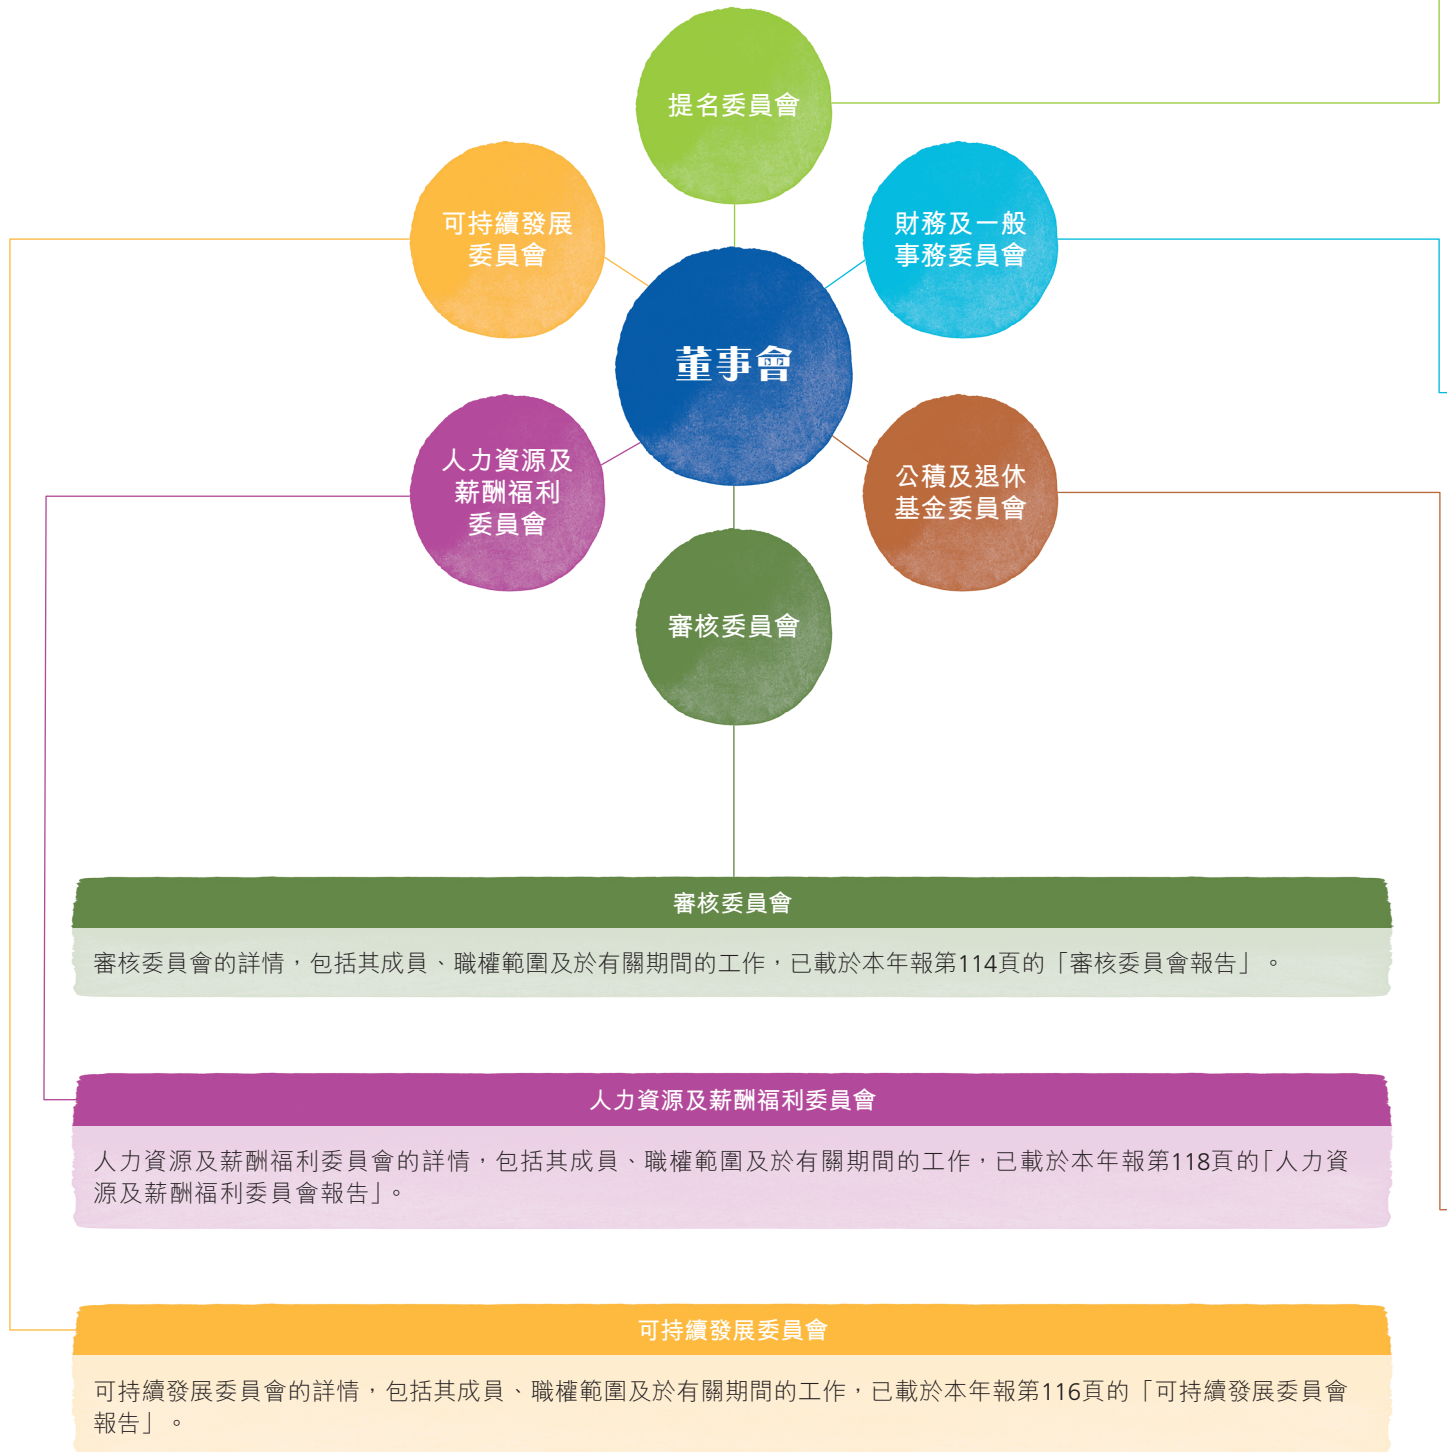 提名委員會
可持續發展
委員會
財務及一般
事務委員會
董事會
人力資源及
薪酬福利
委員會
公積及退休
基金委員會
審核委員會
審核委員會
審核委員會的詳情，包括其成員、職權範圍及於有關期間的工作，已載於本年報第114頁的「審核委員會報告」。
人力資源及薪酬福利委員會
人力資源及薪酬福利委員會的詳情，包括其成員、職權範圍及於有關期間的工作，已載於本年報第118頁的「人力資
源及薪酬福利委員會報告」。
可持續發展委員會
可持續發展委員會的詳情，包括其成員、職權範圍及於有關期間的工作，已載於本年報第116頁的「可持續發展委員會
報告」。